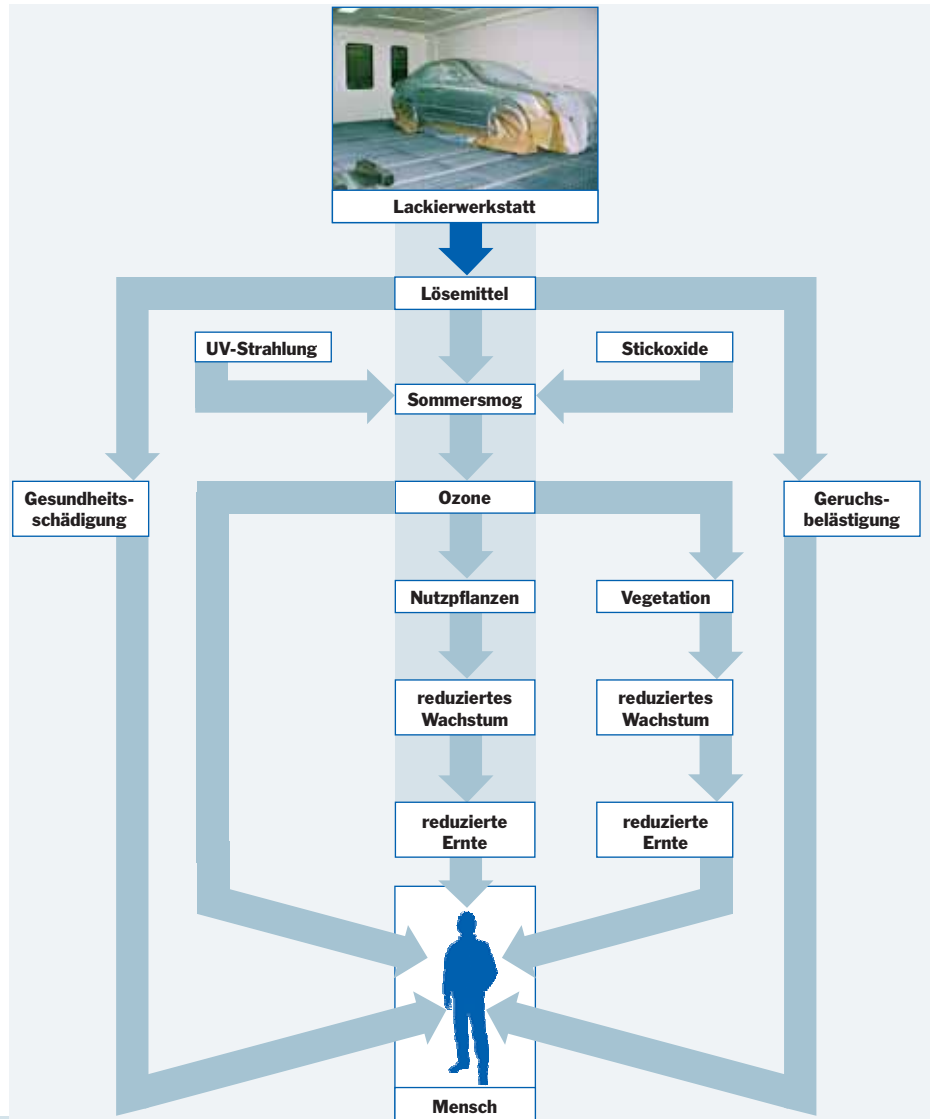 Lackierwerkstatt
Lösemittel
UV-Strahlung
Stickoxide
Sommersmog
Gesundheits-
schädigung
Ozone
Geruchs-
belästigung
Nutzpflanzen
Vegetation
reduziertes
Wachstum
reduziertes
Wachstum
reduzierte
Ernte
reduzierte
Ernte
Mensch